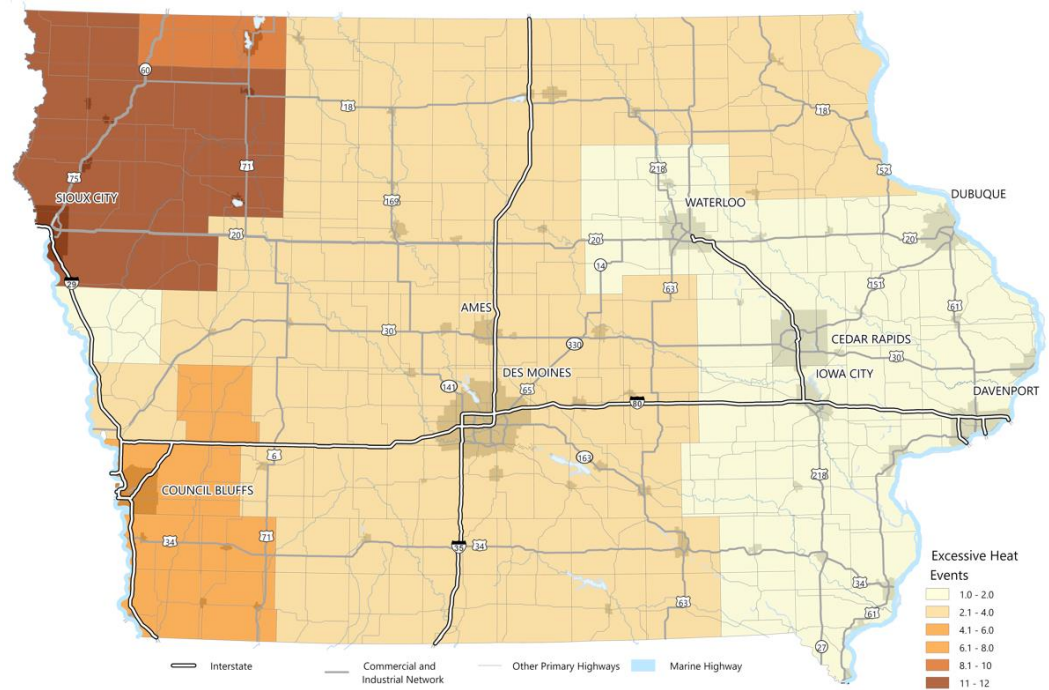 60
18
18
71
218
52
75
169
SIOUX CITY
DUBUQUE
WATERLOO
20
20
20
14
29
63
151
61
AMES
30
330
CEDAR RAPIDS
30
DES MOINES
IOWA CITY
141
65
80
DAVENPORT
6
163
COUNCIL BLUFFS
218
34
71
35
34
34
63
61
27
Excessive Heat
Events
1.0 - 2.0
2.1 - 4.0
4.1 - 6.0
6.1 - 8.0
8.1 - 10
11 - 12
Interstate
Commercial and
Industrial Network
Other Primary Highways
Marine Highway